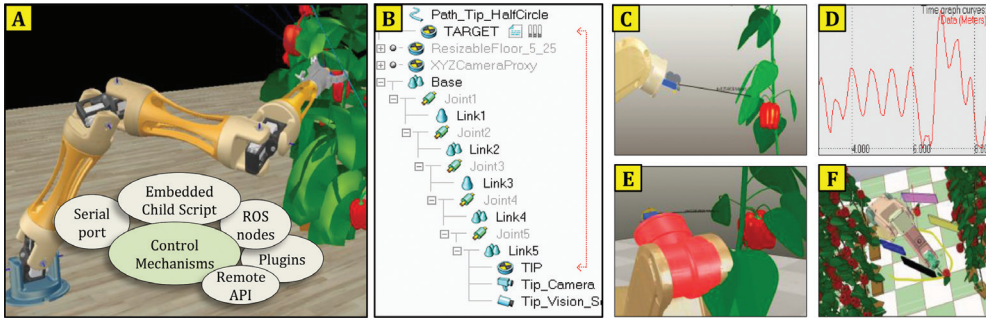 A
Embedded
Child Script
Serial
port
ROS
nodes
Control
Mechanisms
Plugins
Remote
API
B
Path_Tip_HalfCircle
TARGET
ResizableFloor_5_25
XYZCameraProxy
Base
Joint1
Link1
Joint2
Link2
Joint3
Link3
Joint4
Link4
Joint5
Link5
TIP
Tip_Camera
Tip_Vision_S
C
D
Time graph curves
Data (Meters)
4.000
6.000
E
F